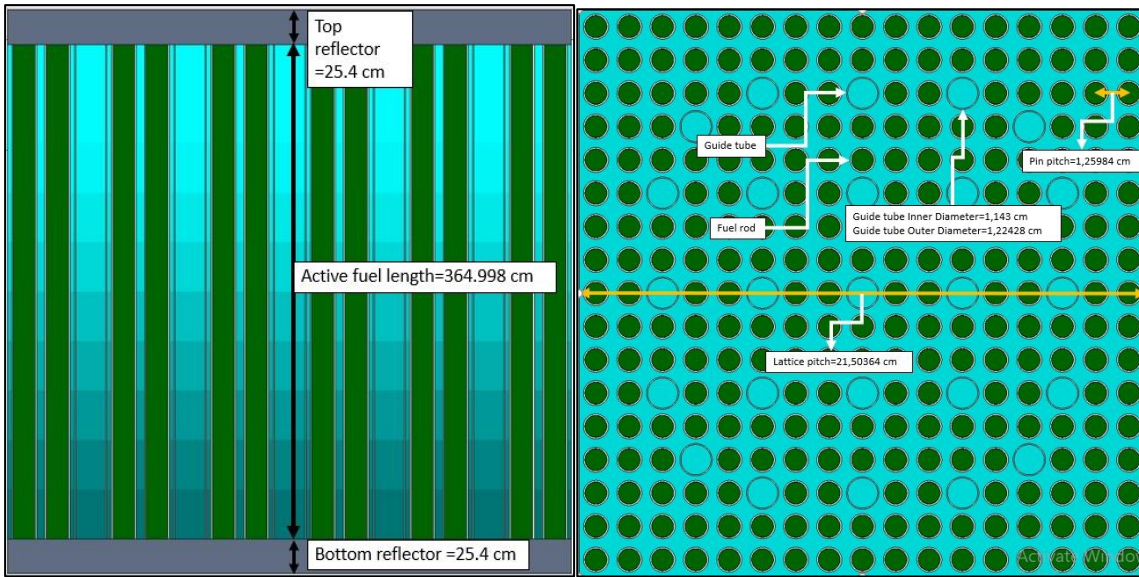 Top
reflector
=25.4 cm
Active fuel length=364.998 cm
Bottom reflector =25.4 cm
Guide tube
Pin pitch=1,25984 cm
Guide tube Inner Diameter=1,143 cm
Guide tube Outer Diameter=1,22428 cm
Fuel rod
Lattice pitch=21,50364 cm
Activate Window